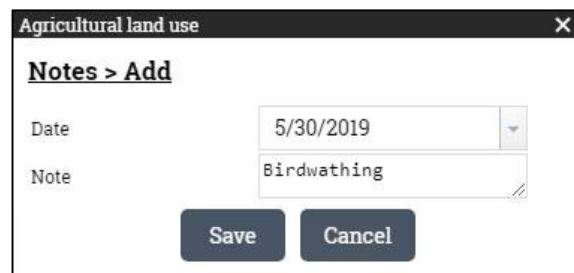 Agricultural land use
Notes > Add
Date 5/30/2019
Note Birdwathing
Save Cancel